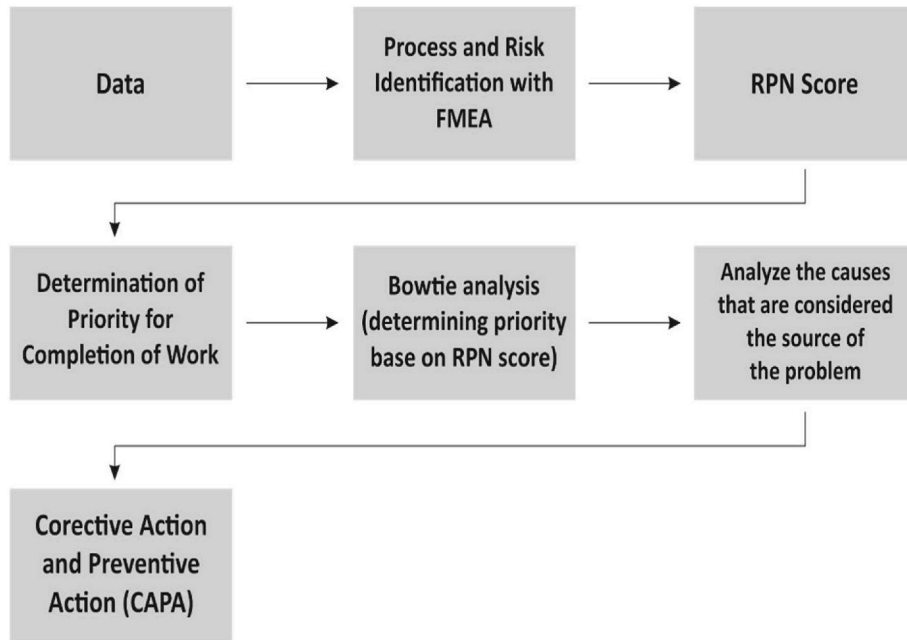 Data
Process and Risk
Identification with
FMEA
RPN Score
Determination of
Priority for
Completion of Work
Bowtie analysis
(determining priority
base on RPN score)
Analyze the causes
that are considered
the source of
the problem
Corective Action
and Preventive
Action (CAPA)